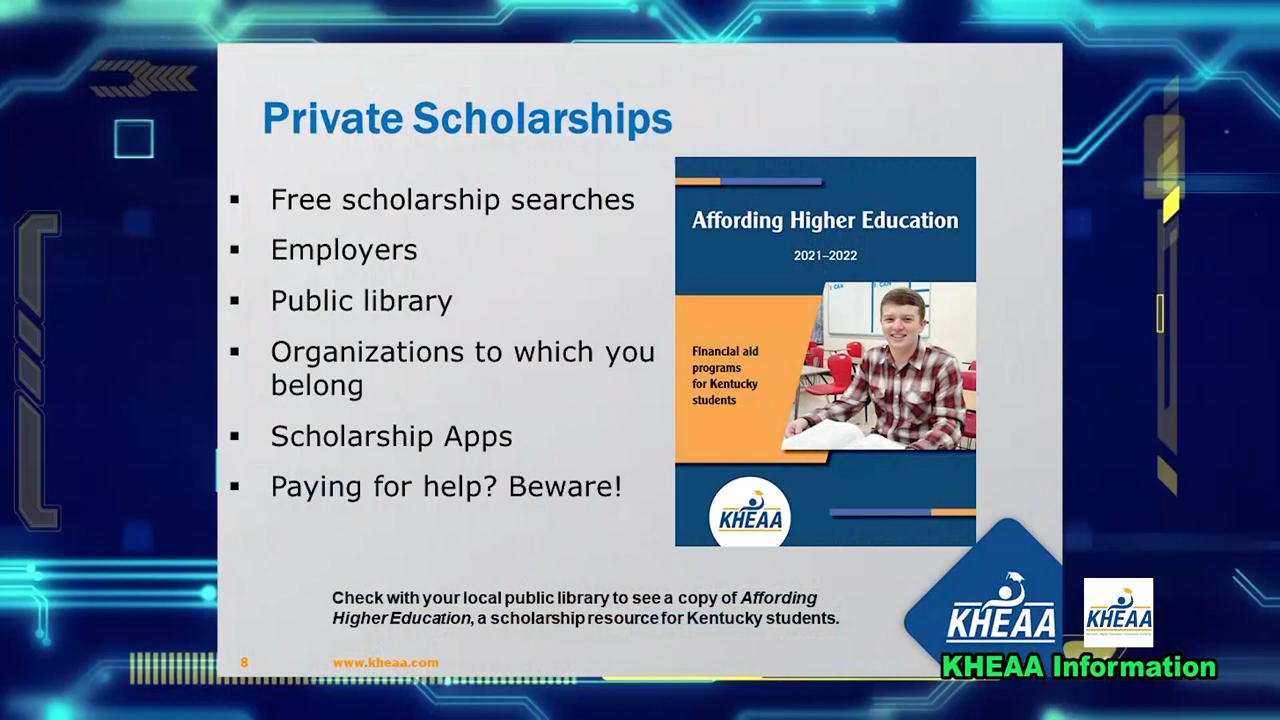 Private Scholarships
▪ Free scholarship searches
▪ Employers
▪ Public library
▪ Organizations to which you
belong
▪ Scholarship Apps
▪ Paying for help? Beware!
Affording Higher Education
2021–2022
I CAN
I CAN
Financial aid
programs
for Kentucky
students
KHEAA
Check with your local public library to see a copy of Affording
Higher Education, a scholarship resource for Kentucky students.
KHEAA
KHEAA
8
www.kheaa.com
KHEAA Information